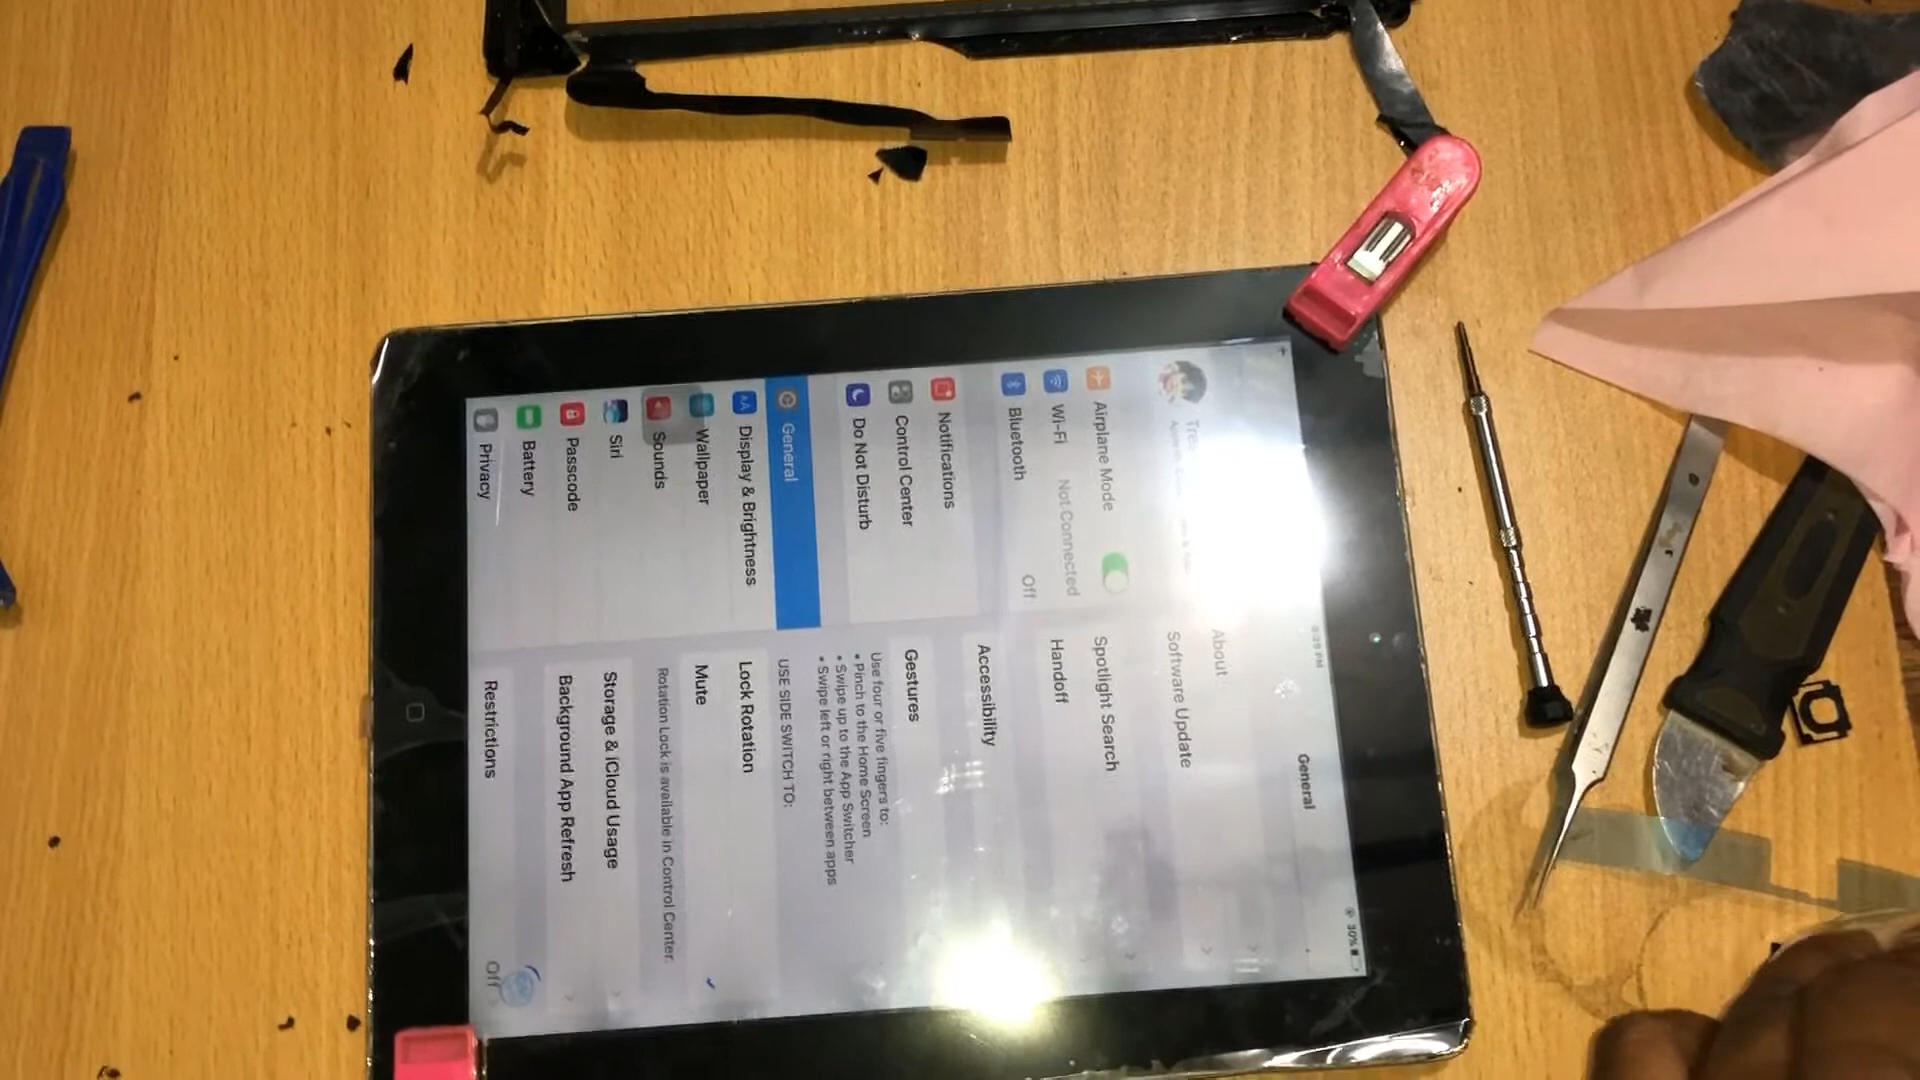 General
30%
Airplane Mode
Wi-Fi Not Connected
Bluetooth Off
Notifications
Control Center
Do Not Disturb
General
Display & Brightness
Wallpaper
Sounds
Siri
Passcode
Battery
Privacy
About
Software Update
Spotlight Search
Handoff
Accessibility
Gestures
Use four or five fingers to:
• Pinch to the Home Screen
• Swipe up to the App Switcher
• Swipe left or right between apps
USE SIDE SWITCH TO:
Lock Rotation
Mute
Rotation Lock is available in Control Center.
Storage & iCloud Usage
Background App Refresh
Restrictions Off